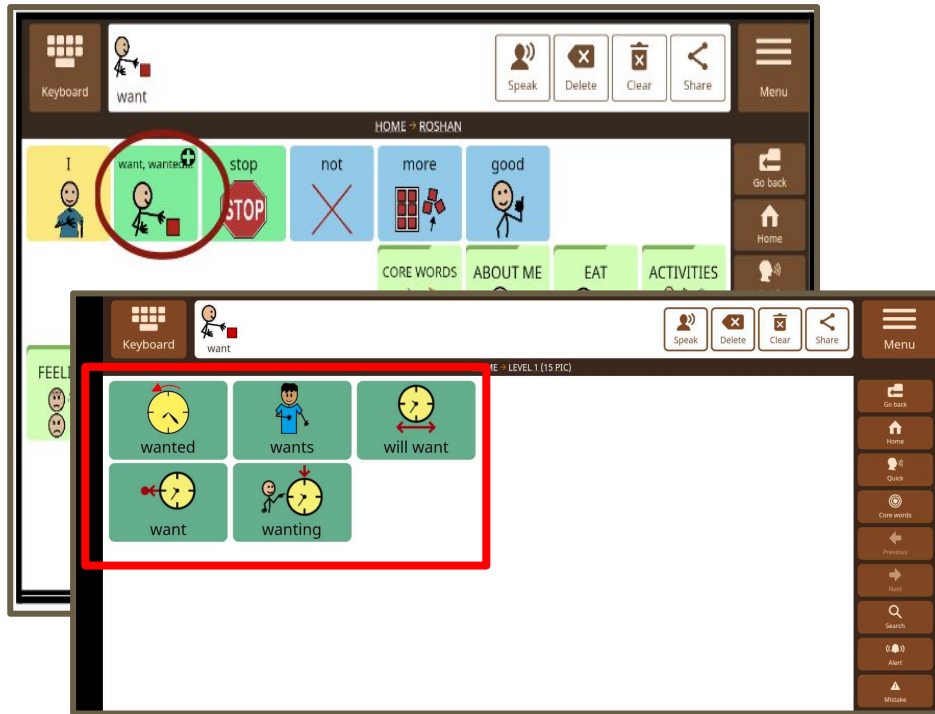 Keyboard
want
Speak Delete Clear Share
Menu
HOME → ROSHAN
I
want, wanted...
stop
STOP
not
more
good
Go back
Home
CORE WORDS
ABOUT ME
EAT
ACTIVITIES
Keyboard
want
Speak Delete Clear Share
Menu
→ LEVEL 1 (15 PIC)
wanted
wants
will want
want
wanting
Go back
Home
Quick
Core words
Previous
Next
Search
Alert
Mistake